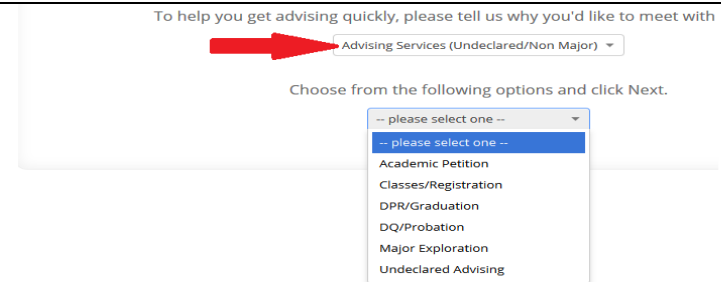 To help you get advising quickly, please tell us why you'd like to meet with
Advising Services (Undeclared/Non Major)
Choose from the following options and click Next.
-- please select one --
-- please select one --
Academic Petition
Classes/Registration
DPR/Graduation
DQ/Probation
Major Exploration
Undeclared Advising